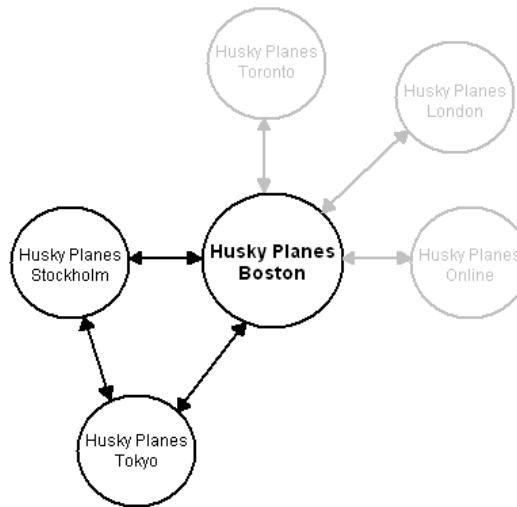 Husky Planes
Toronto
Husky Planes
London
Husky Planes
Stockholm
Husky Planes
Boston
Husky Planes
Online
Husky Planes
Tokyo